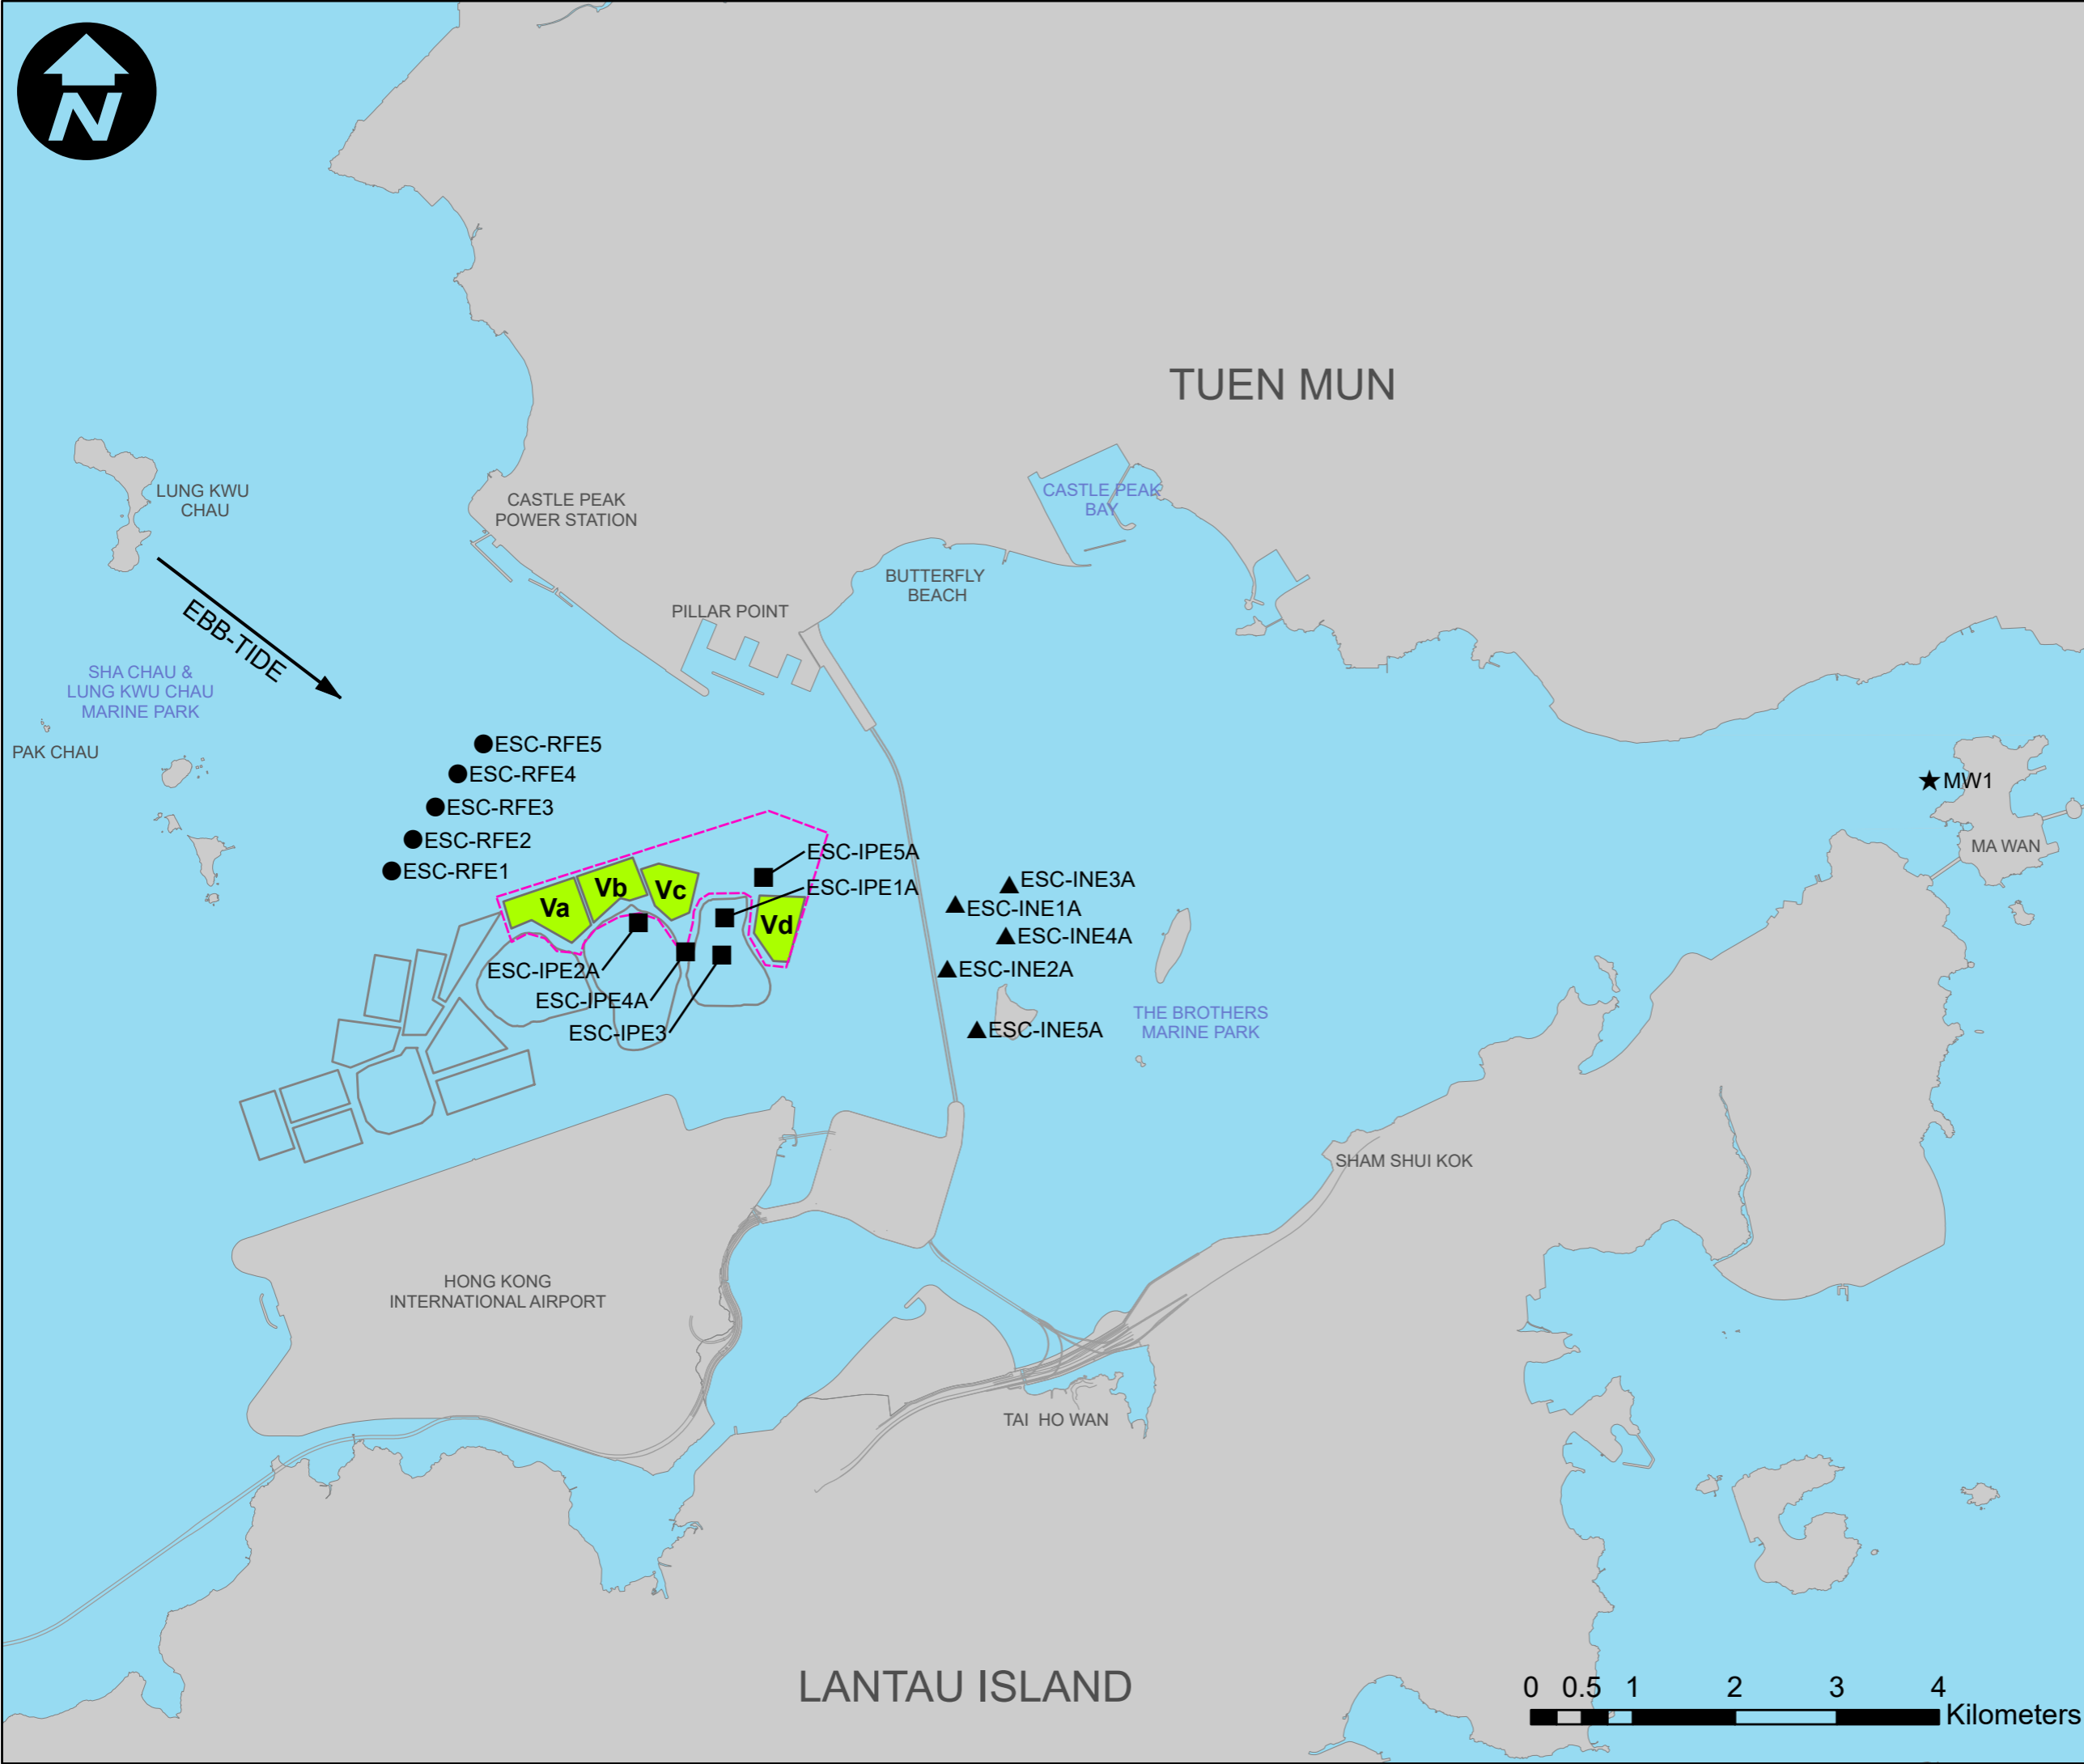 N
TUEN MUN
LUNG KWU
CHAU
CASTLE PEAK
POWER STATION
CASTLE PEAK
BAY
BUTTERFLY
BEACH
PILLAR POINT
EBB-TIDE
SHA CHAU &
LUNG KWU CHAU
MARINE PARK
PAK CHAU
ESC-RFE5
ESC-RFE4
ESC-RFE3
ESC-RFE2
ESC-RFE1
MW1
MA WAN
ESC-IPE5A
ESC-IPE1A
Va
Vb
Vc
Vd
ESC-INE3A
ESC-INE1A
ESC-INE4A
ESC-INE2A
ESC-INE5A
ESC-IPE2A
ESC-IPE4A
ESC-IPE3
THE BROTHERS
MARINE PARK
SHAM SHUI KOK
HONG KONG
INTERNATIONAL AIRPORT
TAI HO WAN
LANTAU ISLAND
0 0.5 1 2 3 4
Kilometers